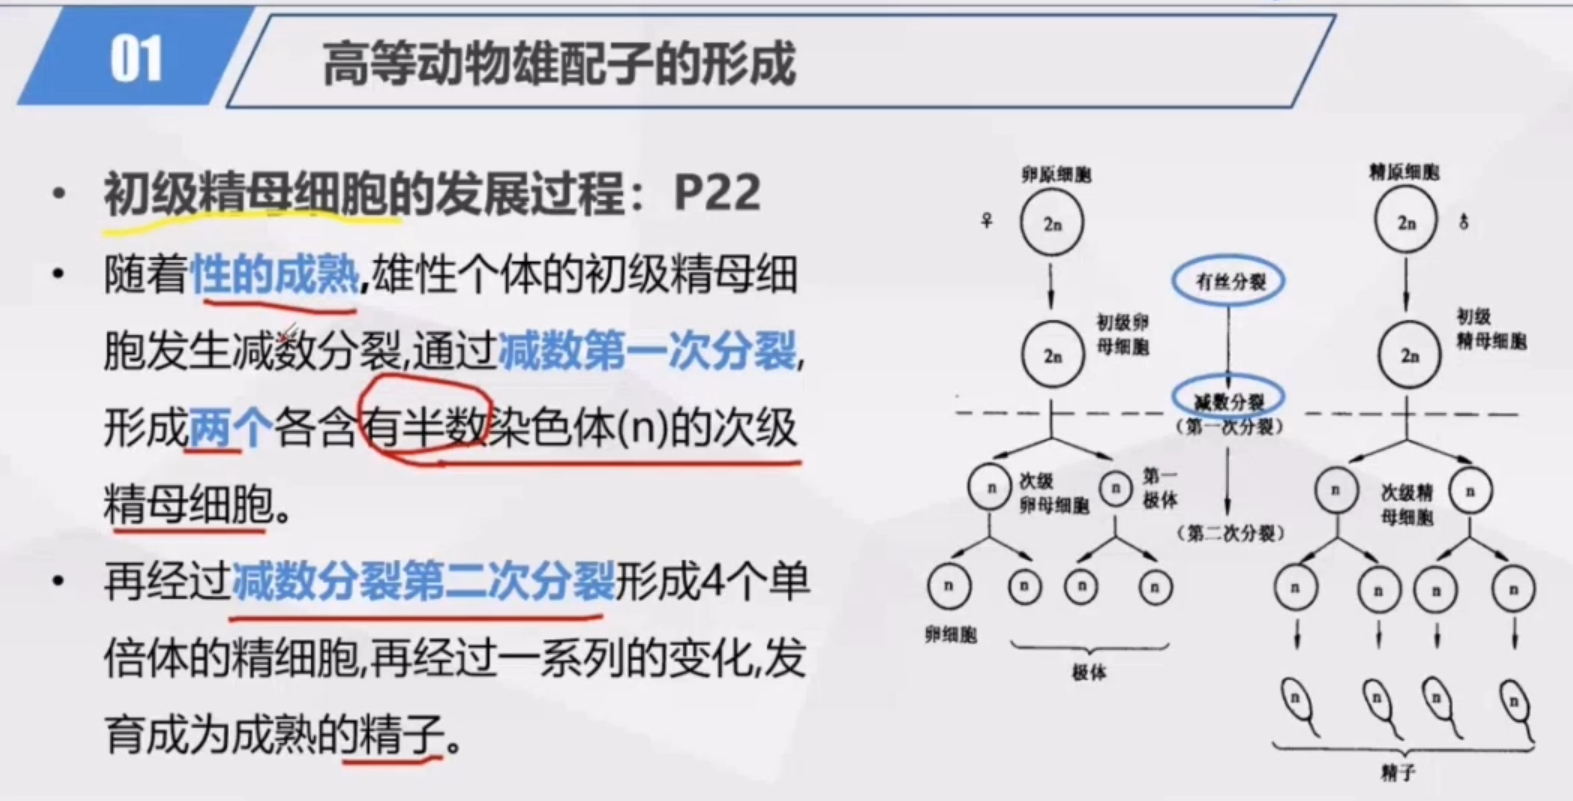 01
高等动物雄配子的形成
• 初级精母细胞的发展过程：P22
• 随着性的成熟,雄性个体的初级精母细
胞发生减数分裂,通过减数第一次分裂,
形成两个各含有半数染色体(n)的次级
精母细胞。
• 再经过减数分裂第二次分裂形成4个单
倍体的精细胞,再经过一系列的变化,发
育成为成熟的精子。
卵原细胞
♀
2n
初级卵
母细胞
2n
n
次级
卵母细胞
n
第一
极体
n
n
n
n
卵细胞
极体
有丝分裂
减数分裂
（第一次分裂）
（第二次分裂）
精原细胞
2n
♂
初级
精母细胞
2n
n
次级精
母细胞
n
n
n
n
n
n
n
n
n
精子